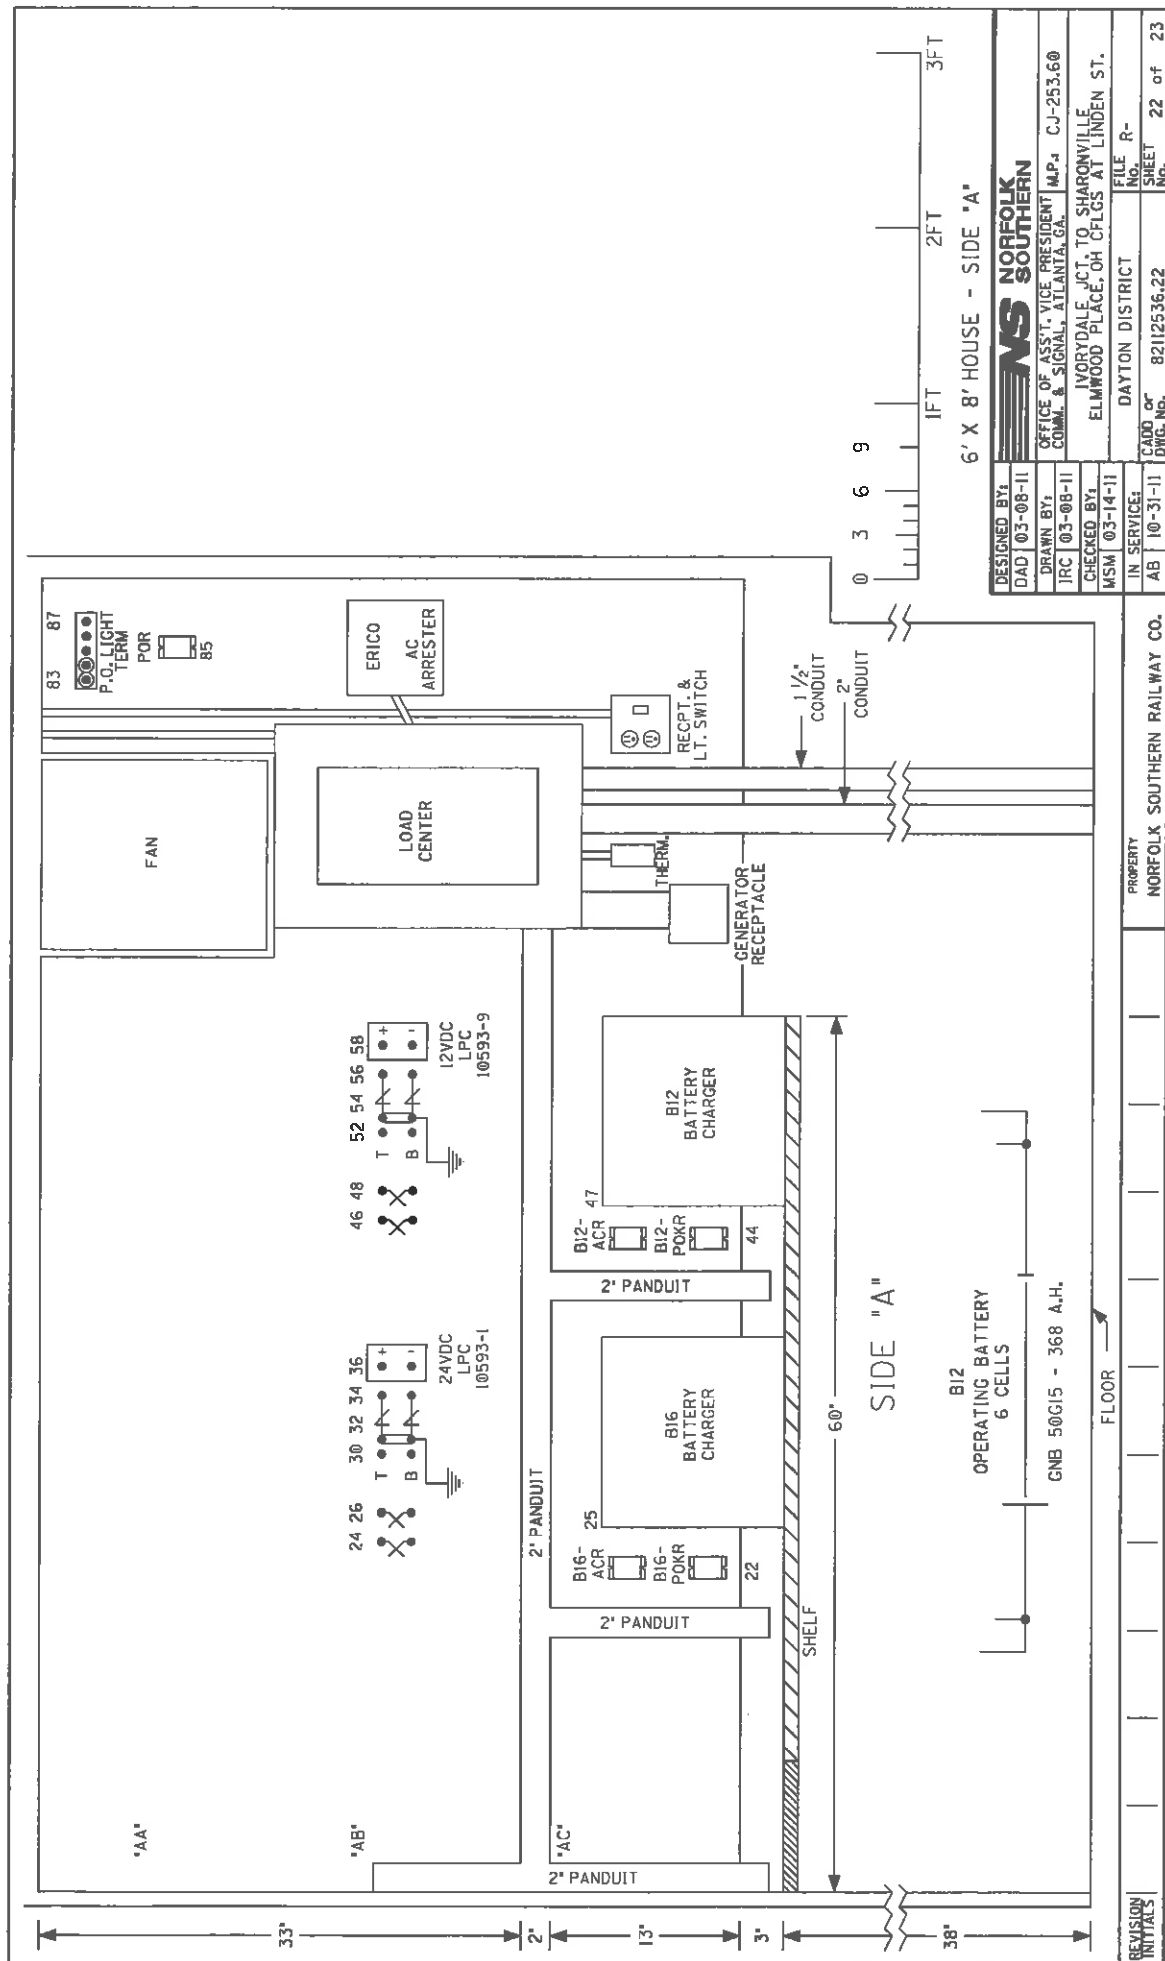 "AA"
"AB"
"AC"
33"
2"
13"
3"
38"
FAN
83 87
P.O. LIGHT
TERM
POR
85
ERICO
AC
ARRESTER
LOAD
CENTER
RECPT. &
LT. SWITCH
THERM.
GENERATOR
RECEPTACLE
1 1/2"
CONDUIT
2"
CONDUIT
24 26
30 32 34 36
T
B
+
-
24VDC
LPC
10593-1
46 48
52 54 56 58
T
B
+
-
12VDC
LPC
10593-9
2" PANDUIT
2" PANDUIT
2" PANDUIT
2" PANDUIT
B16-
ACR
B16-
POKR
22
25
B16
BATTERY
CHARGER
B12-
ACR
B12-
POKR
44
47
B12
BATTERY
CHARGER
SHELF
60"
SIDE "A"
B12
OPERATING BATTERY
6 CELLS
GNB 50G15 - 368 A.H.
FLOOR
0 3 6 9 1FT 2FT 3FT
6' X 8' HOUSE - SIDE "A"
REVISION
INITIALS
PROPERTY
NORFOLK SOUTHERN RAILWAY CO.
DESIGNED BY:
DAD 03-08-11
DRAWN BY:
IRC 03-08-11
CHECKED BY:
MSM 03-14-11
IN SERVICE:
AB 10-31-11
NS NORFOLK
SOUTHERN
OFFICE OF ASS'T. VICE PRESIDENT
COMM. & SIGNAL, ATLANTA, GA.
M.P.: CJ-253.60
IVORYDALE JCT. TO SHARONVILLE
ELMWOOD PLACE, OH CFLGS AT LINDEN ST.
DAYTON DISTRICT
FILE
NO. R-
CADD or
DWG. NO. 82112536.22
SHEET
NO. 22 of 23